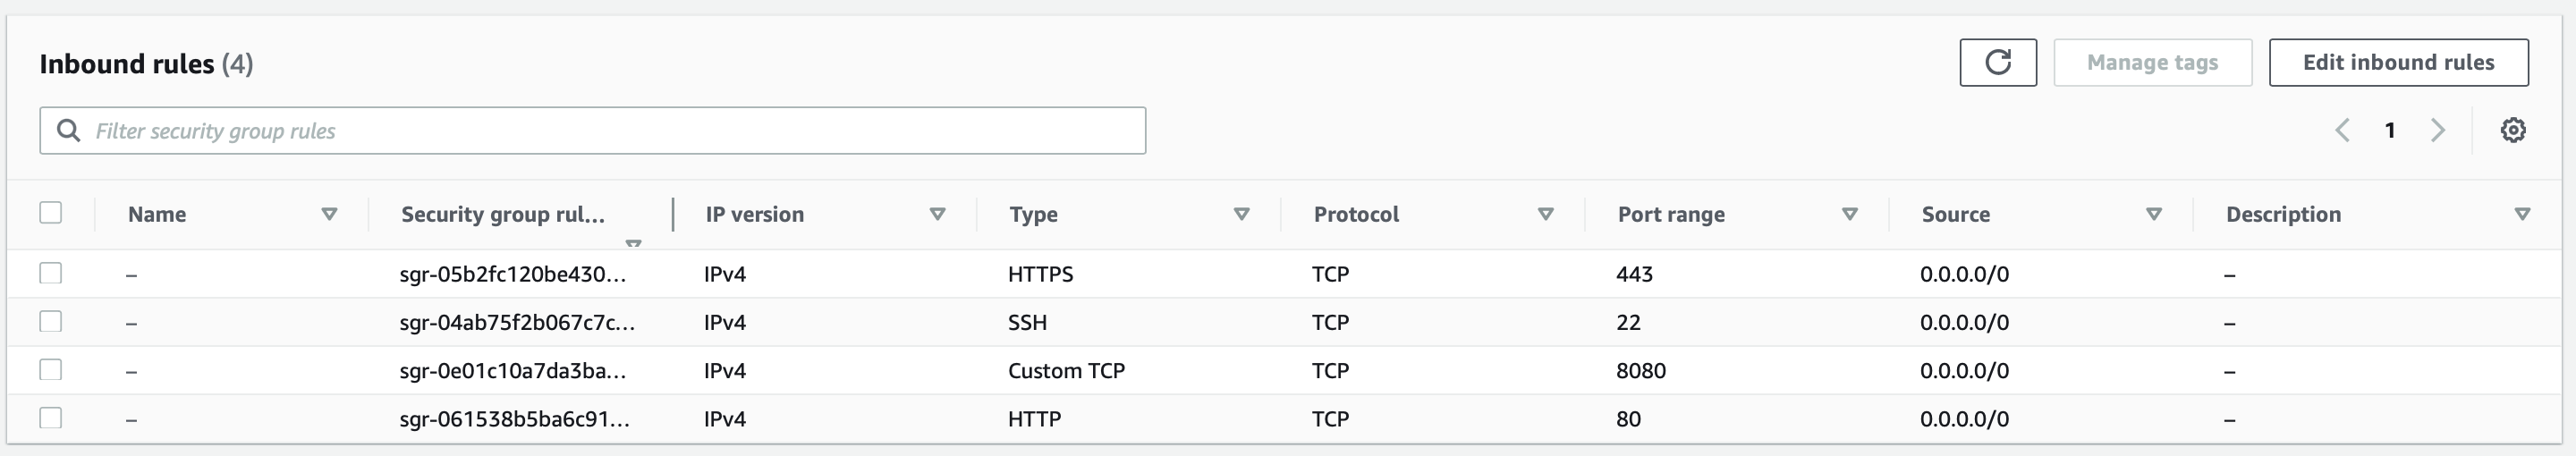 Inbound rules (4)
Manage tags
Edit inbound rules
Filter security group rules
1
Name Security group rul... IP version Type Protocol Port range Source Description
– sgr-05b2fc120be430... IPv4 HTTPS TCP 443 0.0.0.0/0 –
– sgr-04ab75f2b067c7c... IPv4 SSH TCP 22 0.0.0.0/0 –
– sgr-0e01c10a7da3ba... IPv4 Custom TCP TCP 8080 0.0.0.0/0 –
– sgr-061538b5ba6c91... IPv4 HTTP TCP 80 0.0.0.0/0 –